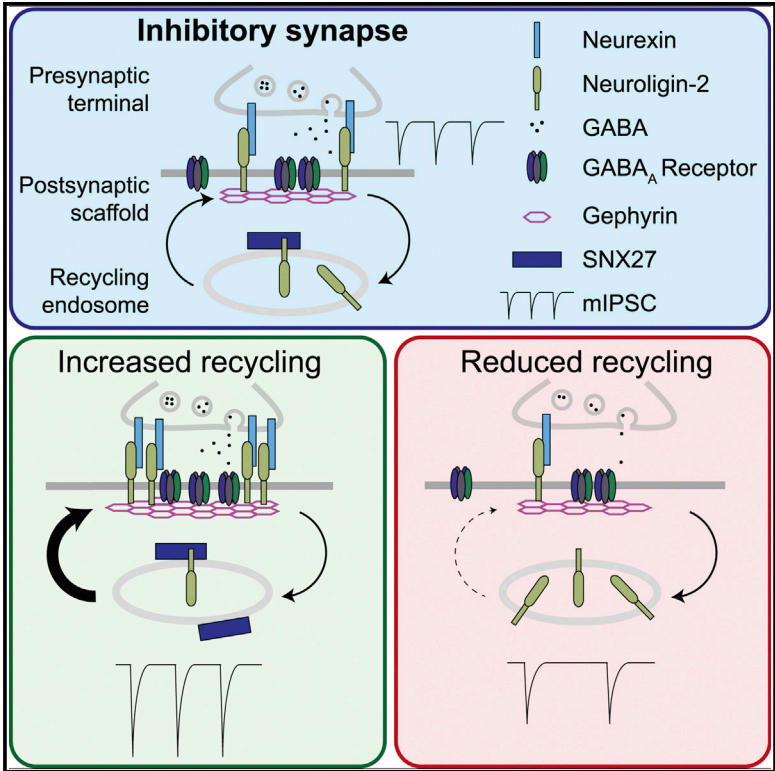 Inhibitory synapse
Presynaptic
terminal
Postsynaptic
scaffold
Recycling
endosome
Neurexin
Neuroligin-2
GABA
GABAA Receptor
Gephyrin
SNX27
mIPSC
Increased recycling
Reduced recycling